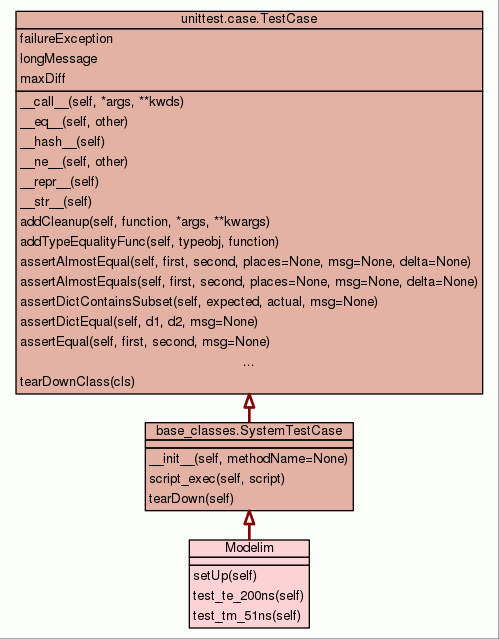 unittest.case.TestCase
failureException
longMessage
maxDiff
__call__(self, *args, **kwds)
__eq__(self, other)
__hash__(self)
__ne__(self, other)
__repr__(self)
__str__(self)
addCleanup(self, function, *args, **kwargs)
addTypeEqualityFunc(self, typeobj, function)
assertAlmostEqual(self, first, second, places=None, msg=None, delta=None)
assertAlmostEquals(self, first, second, places=None, msg=None, delta=None)
assertDictContainsSubset(self, expected, actual, msg=None)
assertDictEqual(self, d1, d2, msg=None)
assertEqual(self, first, second, msg=None)
...
tearDownClass(cls)
base_classes.SystemTestCase
__init__(self, methodName=None)
script_exec(self, script)
tearDown(self)
Modelim
setUp(self)
test_te_200ns(self)
test_tm_51ns(self)